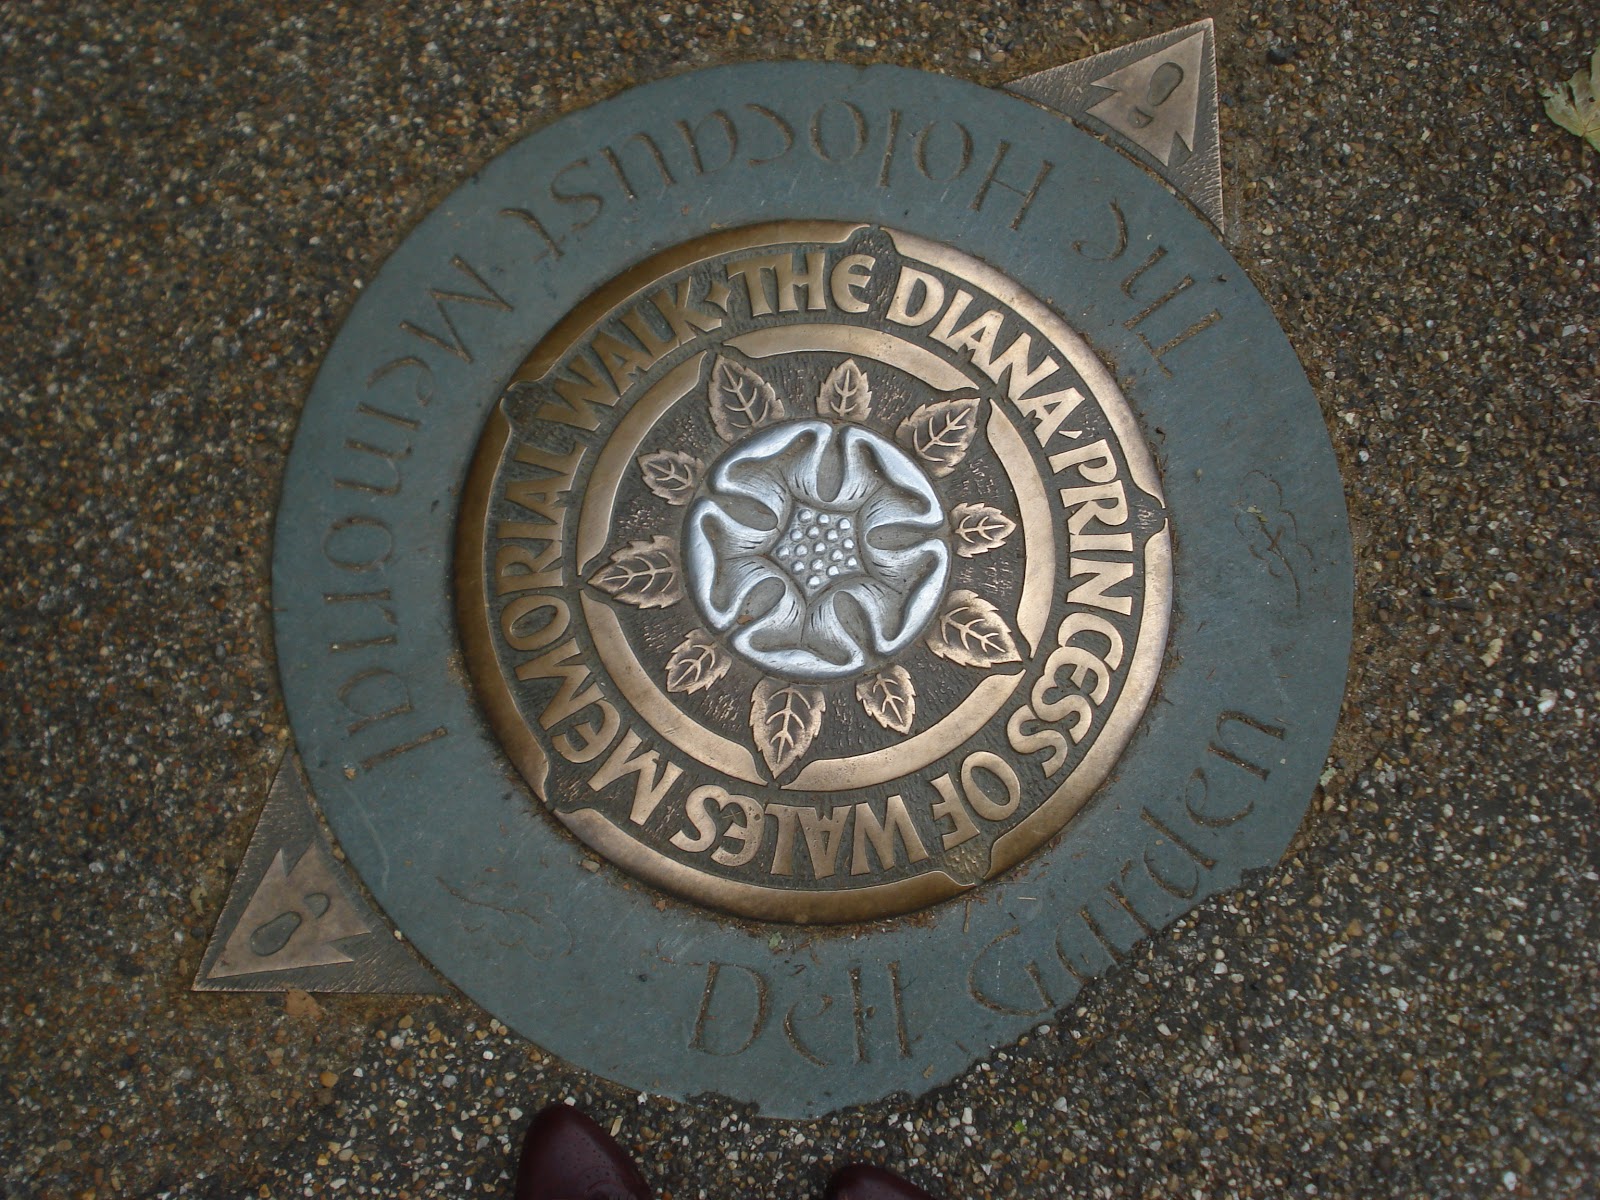 The Holocaust Memorial
Dell Garden
THE DIANA, PRINCESS OF WALES MEMORIAL WALK ·